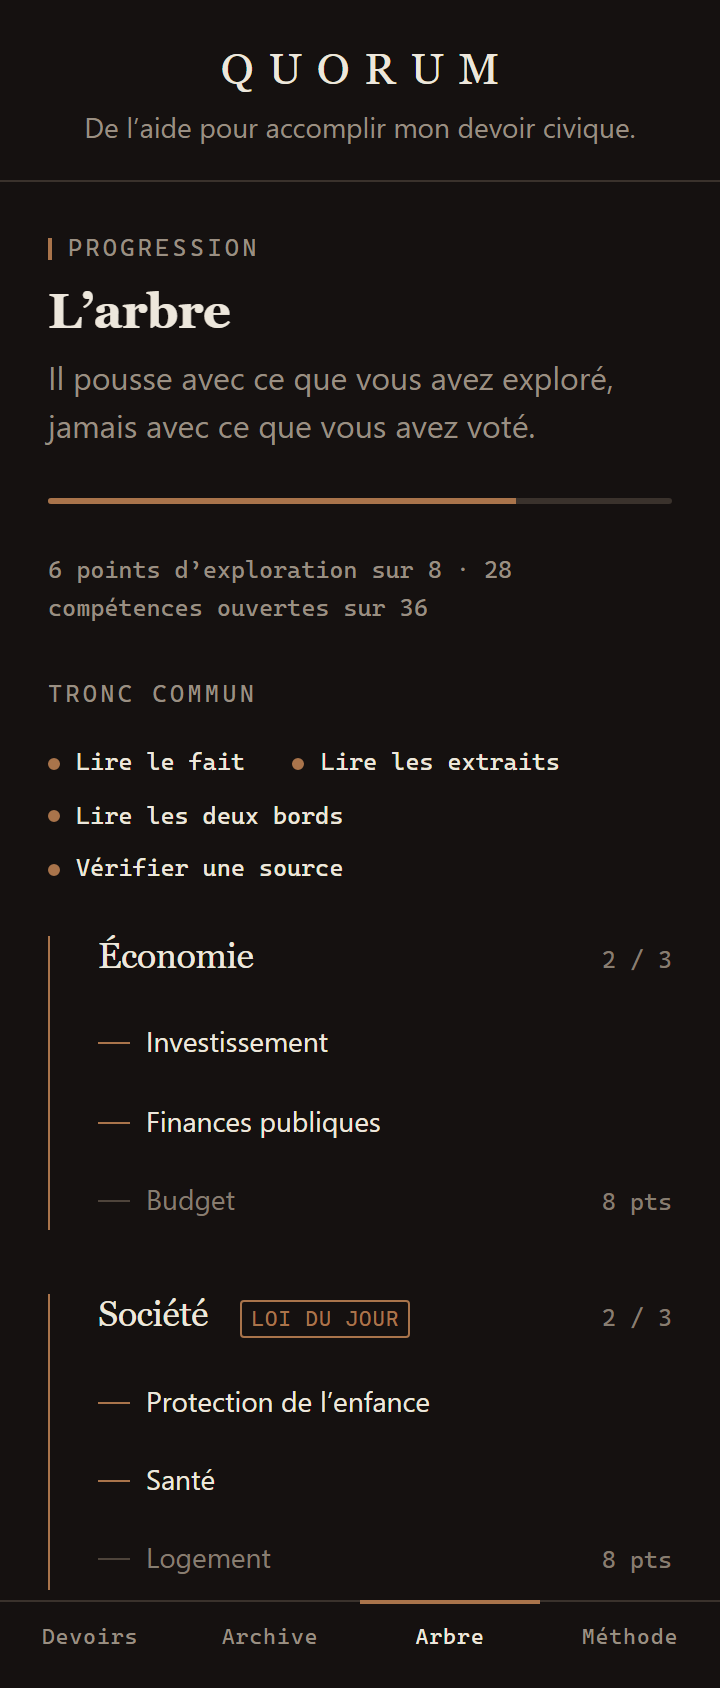 QUORUM
De l’aide pour accomplir mon devoir civique.
PROGRESSION
L’arbre
Il pousse avec ce que vous avez exploré,
jamais avec ce que vous avez voté.
6 points d’exploration sur 8 · 28
compétences ouvertes sur 36
TRONC COMMUN
Lire le fait Lire les extraits
Lire les deux bords
Vérifier une source
Économie 2 / 3
Investissement
Finances publiques
Budget 8 pts
Société LOI DU JOUR 2 / 3
Protection de l’enfance
Santé
Logement 8 pts
Devoirs Archive Arbre Méthode